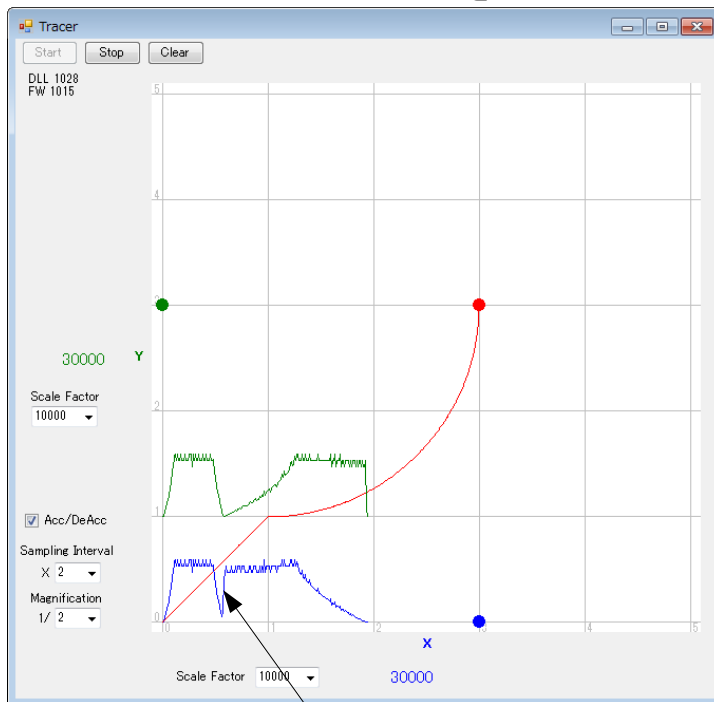 Tracer
Start Stop Clear
DLL 1028
FW 1015
5
4
3
30000 Y
Scale Factor
10000
2
Acc/DeAcc
1
Sampling Interval
X 2
Magnification
1/ 2
0
0 1 2 3 4 5
X
Scale Factor 10000 30000